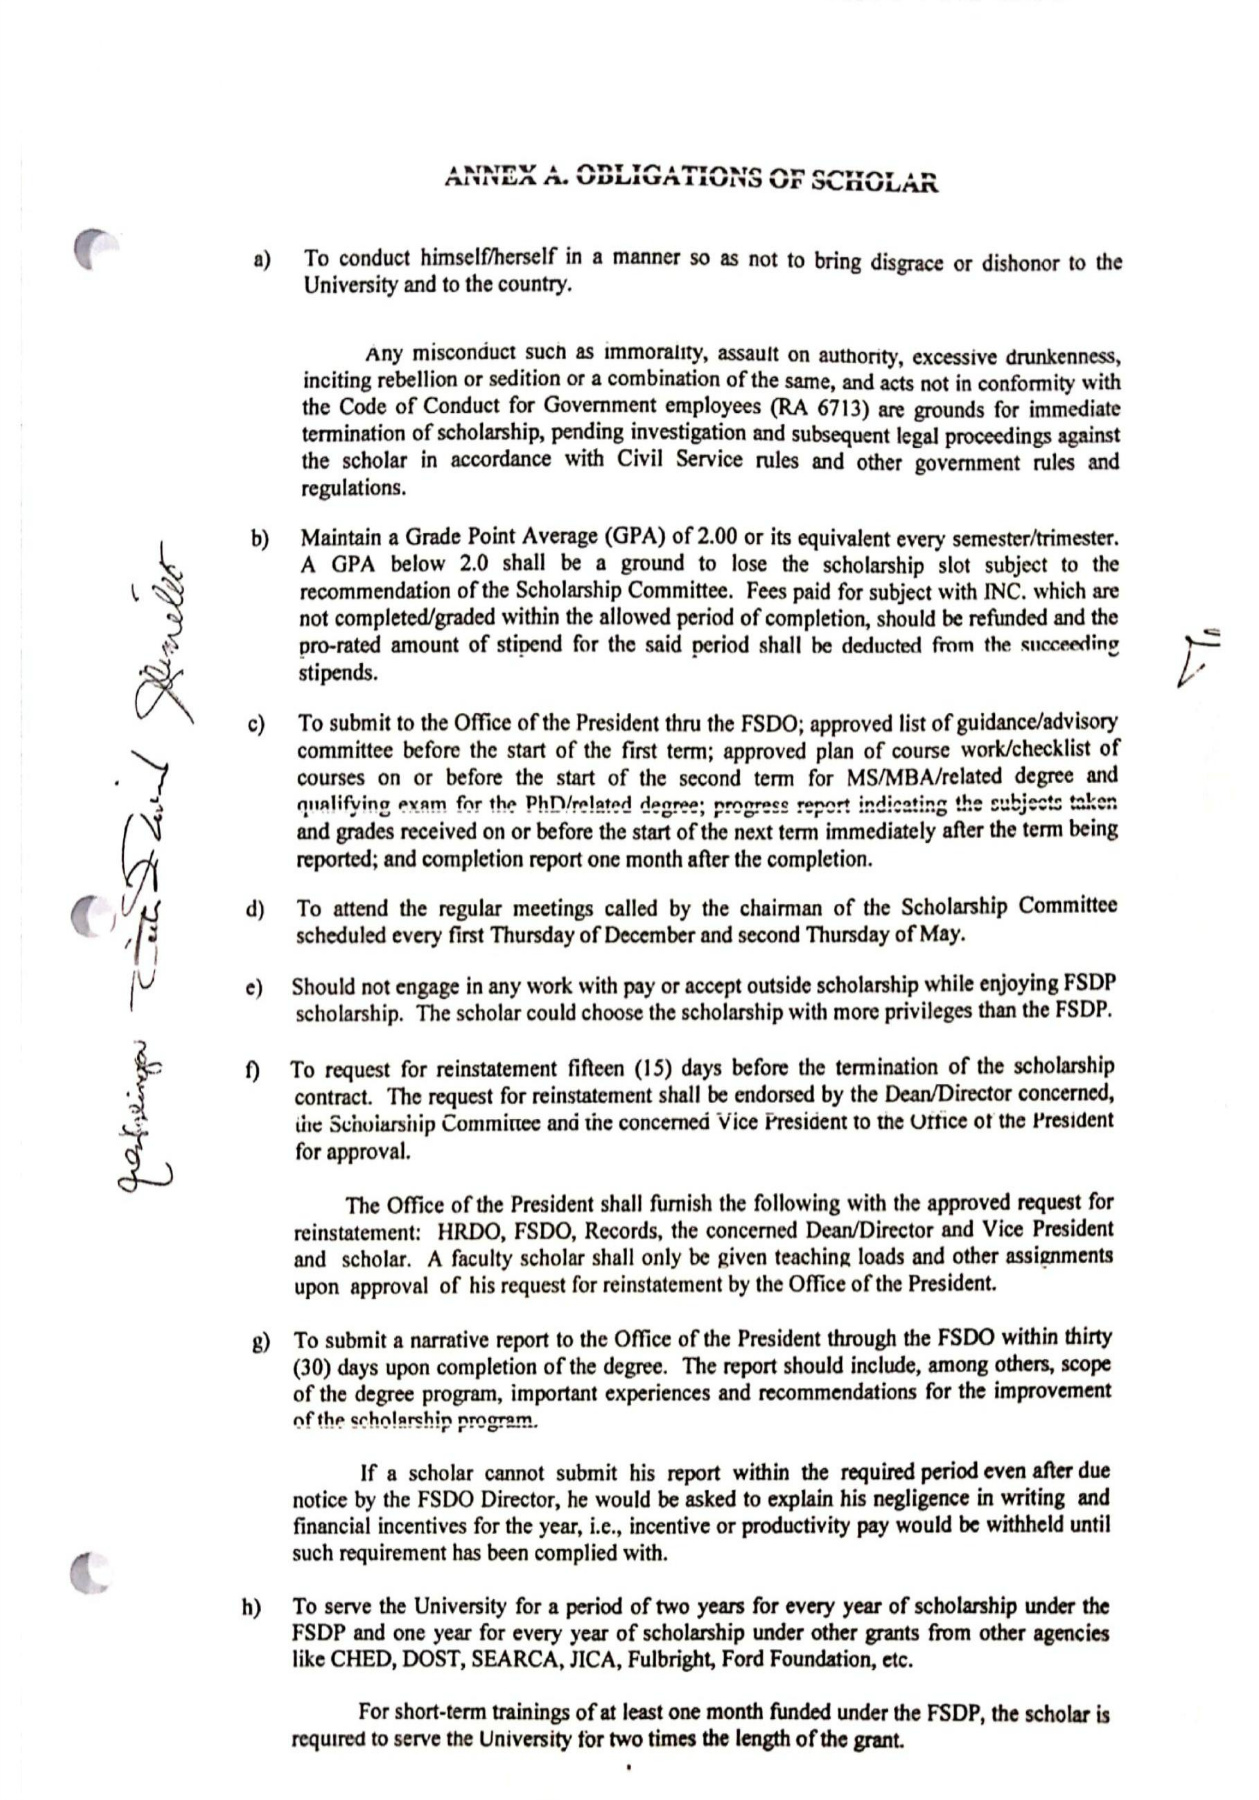 ANNEX A. OBLIGATIONS OF SCHOLAR
a) To conduct himself/herself in a manner so as not to bring disgrace or dishonor to the
University and to the country.
Any misconduct such as immorality, assault on authority, excessive drunkenness,
inciting rebellion or sedition or a combination of the same, and acts not in conformity with
the Code of Conduct for Government employees (RA 6713) are grounds for immediate
termination of scholarship, pending investigation and subsequent legal proceedings against
the scholar in accordance with Civil Service rules and other government rules and
regulations.
b) Maintain a Grade Point Average (GPA) of 2.00 or its equivalent every semester/trimester.
A GPA below 2.0 shall be a ground to lose the scholarship slot subject to the
recommendation of the Scholarship Committee. Fees paid for subject with INC. which are
not completed/graded within the allowed period of completion, should be refunded and the
pro-rated amount of stipend for the said period shall be deducted from the succeeding
stipends.
c) To submit to the Office of the President thru the FSDO; approved list of guidance/advisory
committee before the start of the first term; approved plan of course work/checklist of
courses on or before the start of the second term for MS/MBA/related degree and
qualifying exam for the PhD/related degree; progress report indicating the subjects taken
and grades received on or before the start of the next term immediately after the term being
reported; and completion report one month after the completion.
d) To attend the regular meetings called by the chairman of the Scholarship Committee
scheduled every first Thursday of December and second Thursday of May.
e) Should not engage in any work with pay or accept outside scholarship while enjoying FSDP
scholarship. The scholar could choose the scholarship with more privileges than the FSDP.
f) To request for reinstatement fifteen (15) days before the termination of the scholarship
contract. The request for reinstatement shall be endorsed by the Dean/Director concerned,
the Scholarship Committee and the concerned Vice President to the Office of the President
for approval.
The Office of the President shall furnish the following with the approved request for
reinstatement: HRDO, FSDO, Records, the concerned Dean/Director and Vice President
and scholar. A faculty scholar shall only be given teaching loads and other assignments
upon approval of his request for reinstatement by the Office of the President.
g) To submit a narrative report to the Office of the President through the FSDO within thirty
(30) days upon completion of the degree. The report should include, among others, scope
of the degree program, important experiences and recommendations for the improvement
of the scholarship program.
If a scholar cannot submit his report within the required period even after due
notice by the FSDO Director, he would be asked to explain his negligence in writing and
financial incentives for the year, i.e., incentive or productivity pay would be withheld until
such requirement has been complied with.
h) To serve the University for a period of two years for every year of scholarship under the
FSDP and one year for every year of scholarship under other grants from other agencies
like CHED, DOST, SEARCA, JICA, Fulbright, Ford Foundation, etc.
For short-term trainings of at least one month funded under the FSDP, the scholar is
required to serve the University for two times the length of the grant.